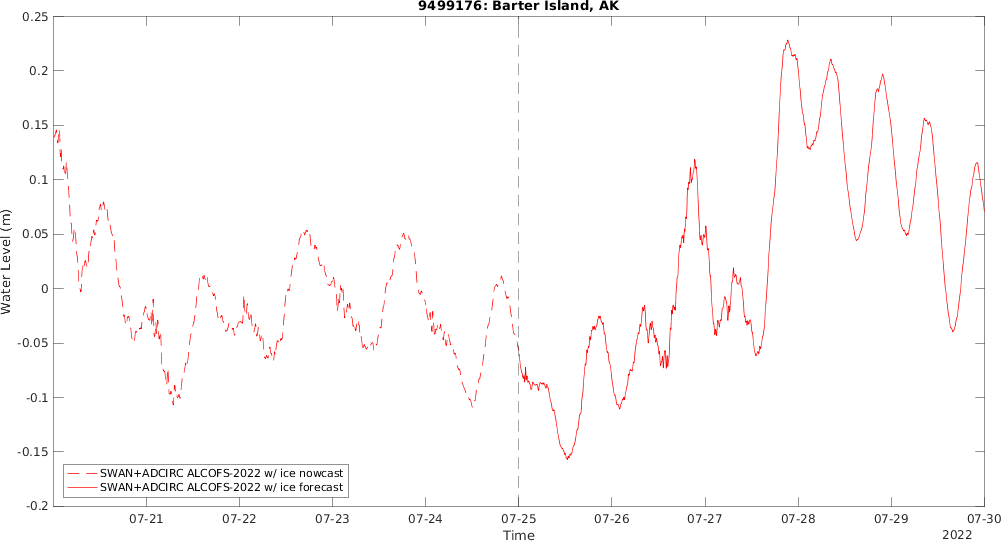 9499176: Barter Island, AK
0.25
0.2
0.15
0.1
0.05
0
-0.05
-0.1
-0.15
-0.2
Water Level (m)
SWAN+ADCIRC ALCOFS-2022 w/ ice nowcast
SWAN+ADCIRC ALCOFS-2022 w/ ice forecast
07-21 07-22 07-23 07-24 07-25 07-26 07-27 07-28 07-29 07-30
Time
2022